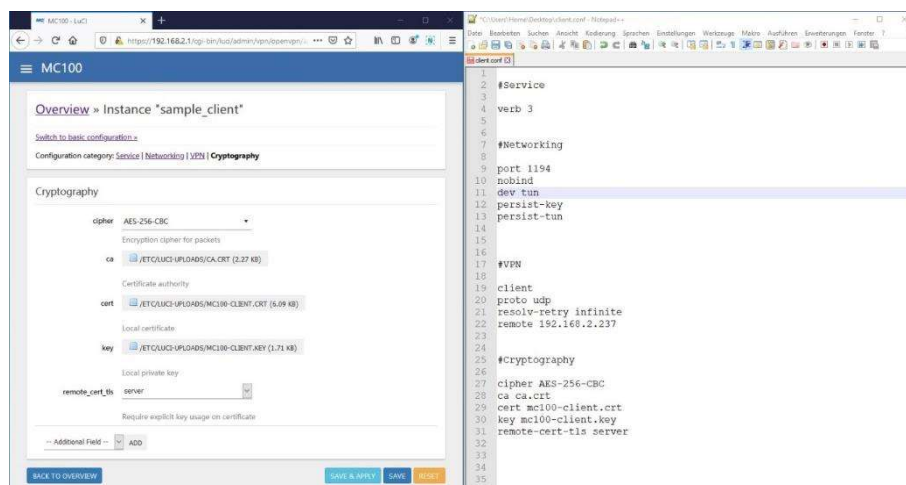 MC100 - LuCI
https://192.168.2.1/cgi-bin/luci/admin/vpn/openvpn/
MC100
Overview » Instance "sample_client"
Switch to basic configuration »
Configuration category: Service | Networking | VPN | Cryptography
Cryptography
cipher AES-256-CBC
Encryption cipher for packets
ca /ETC/LUCI-UPLOADS/CA.CRT (2.27 KB)
Certificate authority
cert /ETC/LUCI-UPLOADS/MC100-CLIENT.CRT (6.09 KB)
Local certificate
key /ETC/LUCI-UPLOADS/MC100-CLIENT.KEY (1.71 KB)
Local private key
remote_cert_tls server
Require explicit key usage on certificate
-- Additional Field -- ADD
BACK TO OVERVIEW SAVE & APPLY SAVE RESET
*C:\Users\Herne\Desktop\client.conf - Notepad++
Datei Bearbeiten Suchen Ansicht Kodierung Sprachen Einstellungen Werkzeuge Makro Ausführen Erweiterungen Fenster ?
client.conf
1
2 #Service
3
4 verb 3
5
6
7 #Networking
8
9 port 1194
10 nobind
11 dev tun
12 persist-key
13 persist-tun
14
15
16
17 #VPN
18
19 client
20 proto udp
21 resolv-retry infinite
22 remote 192.168.2.237
23
24
25 #Cryptography
26
27 cipher AES-256-CBC
28 ca ca.crt
29 cert mc100-client.crt
30 key mc100-client.key
31 remote-cert-tls server
32
33
34
35